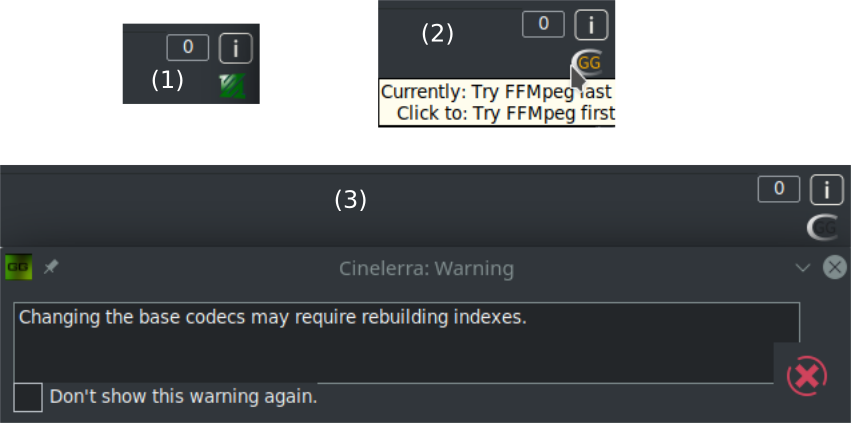 0 i
(1)
(2)
0 i
GG
Currently: Try FFMpeg last
Click to: Try FFMpeg first
(3)
0 i
GG
GG
Cinelerra: Warning
Changing the base codecs may require rebuilding indexes.
Don't show this warning again.